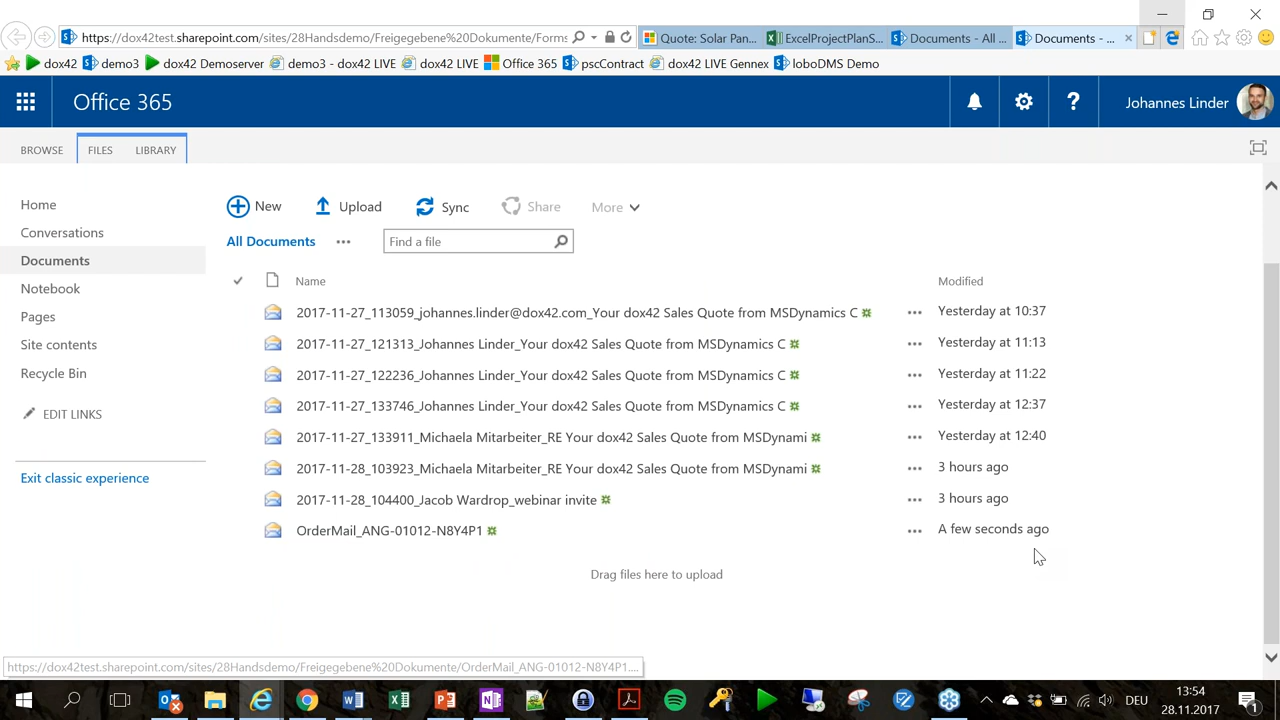 https://dox42test.sharepoint.com/sites/28Handsdemo/Freigegebene%20Dokumente/Forms
Quote: Solar Pan...
ExcelProjectPlanS...
Documents - All ...
Documents - ...
dox42
demo3
dox42 Demoserver
demo3 - dox42 LIVE
dox42 LIVE
Office 365
pscContract
dox42 LIVE Gennex
loboDMS Demo
Office 365
?
Johannes Linder
BROWSE
FILES
LIBRARY
Home
Conversations
Documents
Notebook
Pages
Site contents
Recycle Bin
EDIT LINKS
Exit classic experience
New
Upload
Sync
Share
More
All Documents
...
Find a file
Name
Modified
2017-11-27_113059_johannes.linder@dox42.com_Your dox42 Sales Quote from MSDynamics C
... Yesterday at 10:37
2017-11-27_121313_Johannes Linder_Your dox42 Sales Quote from MSDynamics C
... Yesterday at 11:13
2017-11-27_122236_Johannes Linder_Your dox42 Sales Quote from MSDynamics C
... Yesterday at 11:22
2017-11-27_133746_Johannes Linder_Your dox42 Sales Quote from MSDynamics C
... Yesterday at 12:37
2017-11-27_133911_Michaela Mitarbeiter_RE Your dox42 Sales Quote from MSDynami
... Yesterday at 12:40
2017-11-28_103923_Michaela Mitarbeiter_RE Your dox42 Sales Quote from MSDynami
... 3 hours ago
2017-11-28_104400_Jacob Wardrop_webinar invite
... 3 hours ago
OrderMail_ANG-01012-N8Y4P1
... A few seconds ago
Drag files here to upload
https://dox42test.sharepoint.com/sites/28Handsdemo/Freigegebene%20Dokumente/OrderMail_ANG-01012-N8Y4P1....
DEU
13:54
28.11.2017
1